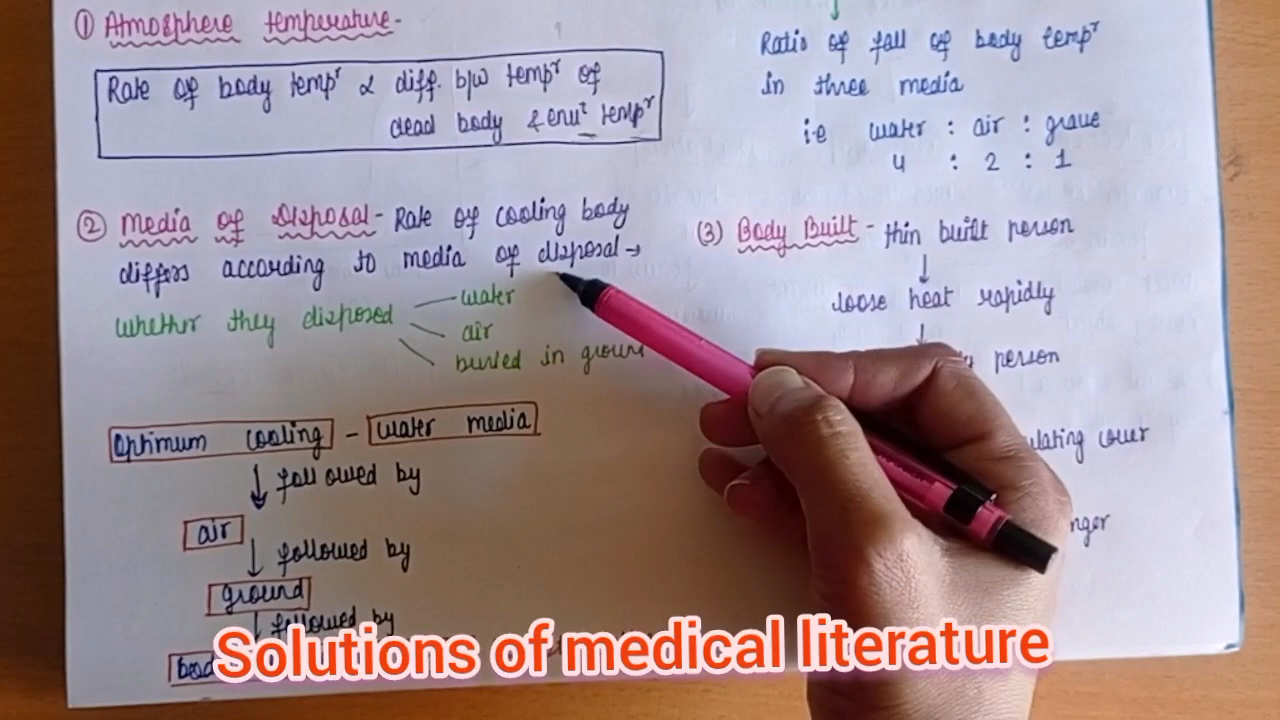 ① Atmosphere temperature-
Rate of body tempʳ α diff. b/w tempʳ of
dead body & envᵗ tempʳ
② Media of Disposal - Rate of cooling body
differs according to media of disposal →
Whether they disposed
water
air
buried in ground
Optimum cooling - water media
↓ followed by
air
↓ followed by
ground
↓ followed by
Ratio of fall of body tempʳ
in three media
i.e water : air : grave
4 : 2 : 1
(3) Body Built - thin built person
↓
loose heat rapidly
↓
person
cover
Solutions of medical literature